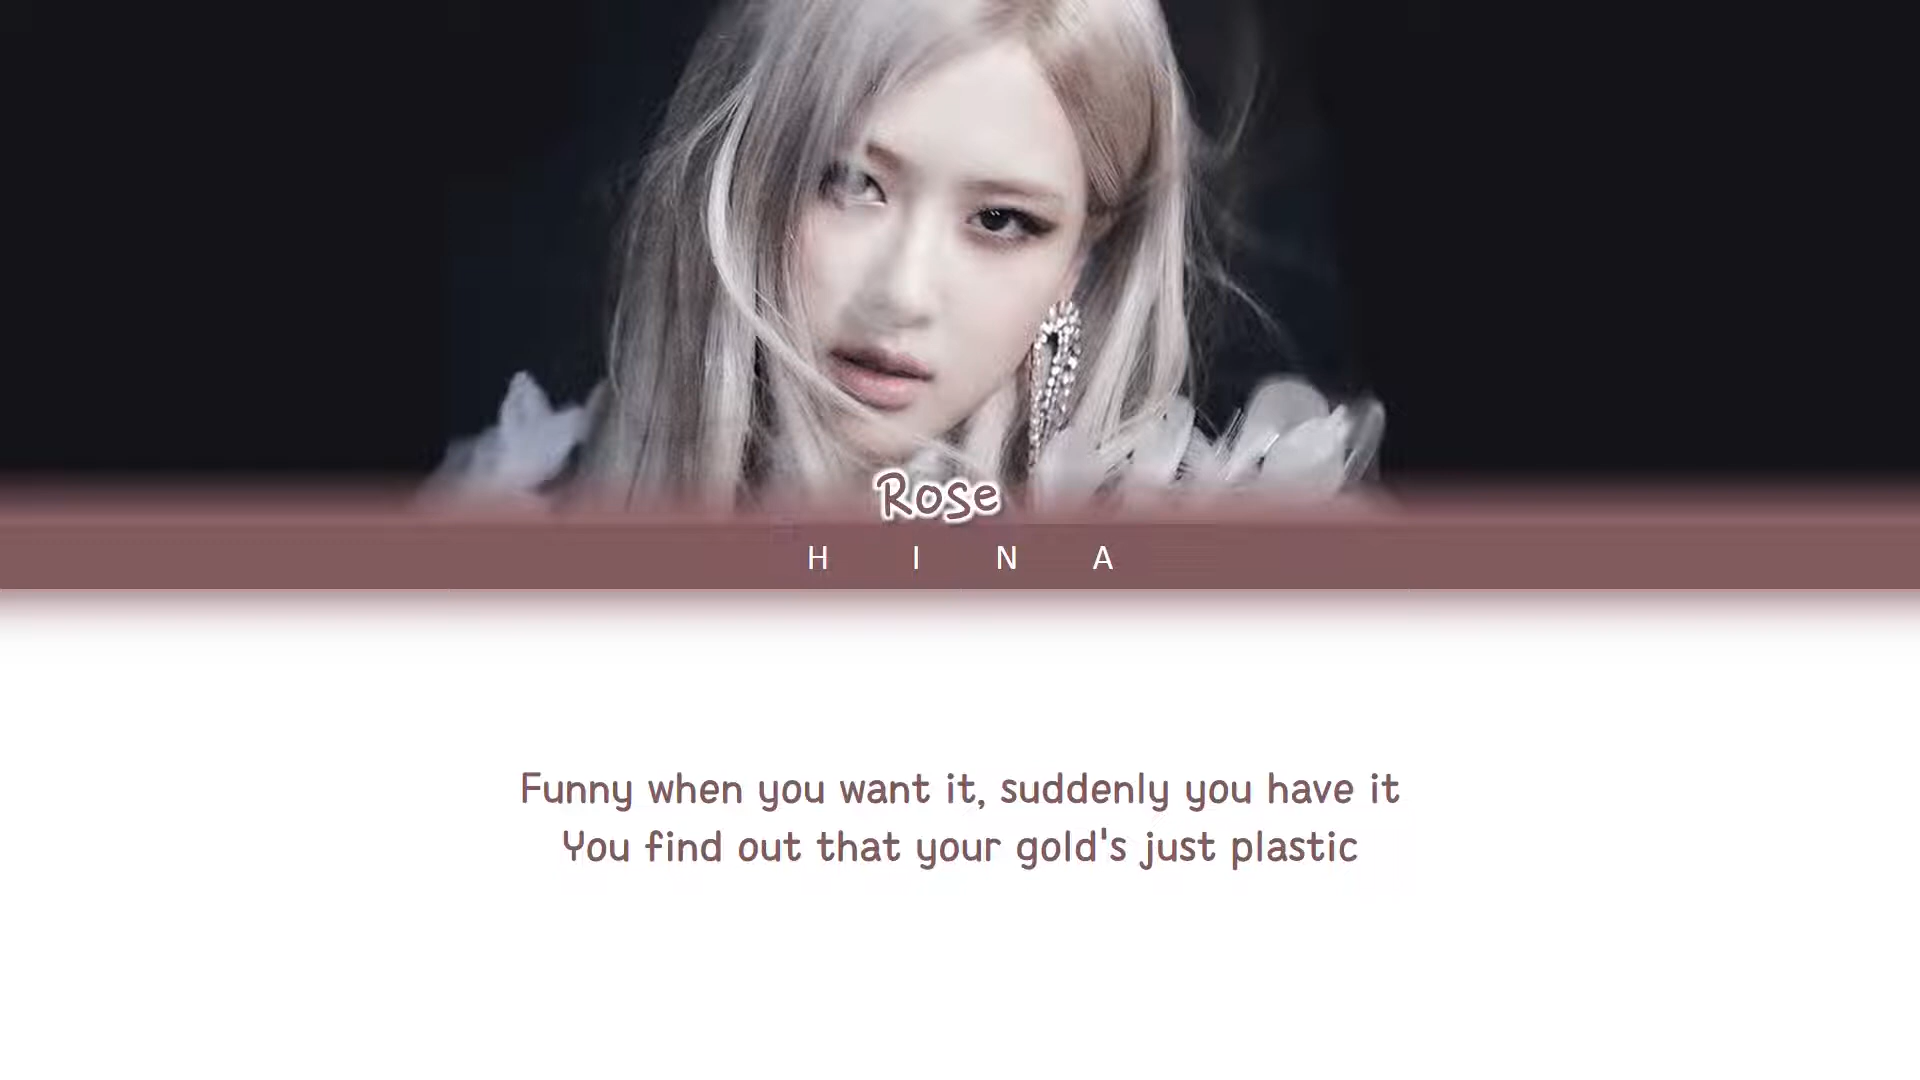 Rose
H I N A
Funny when you want it, suddenly you have it
You find out that your gold's just plastic